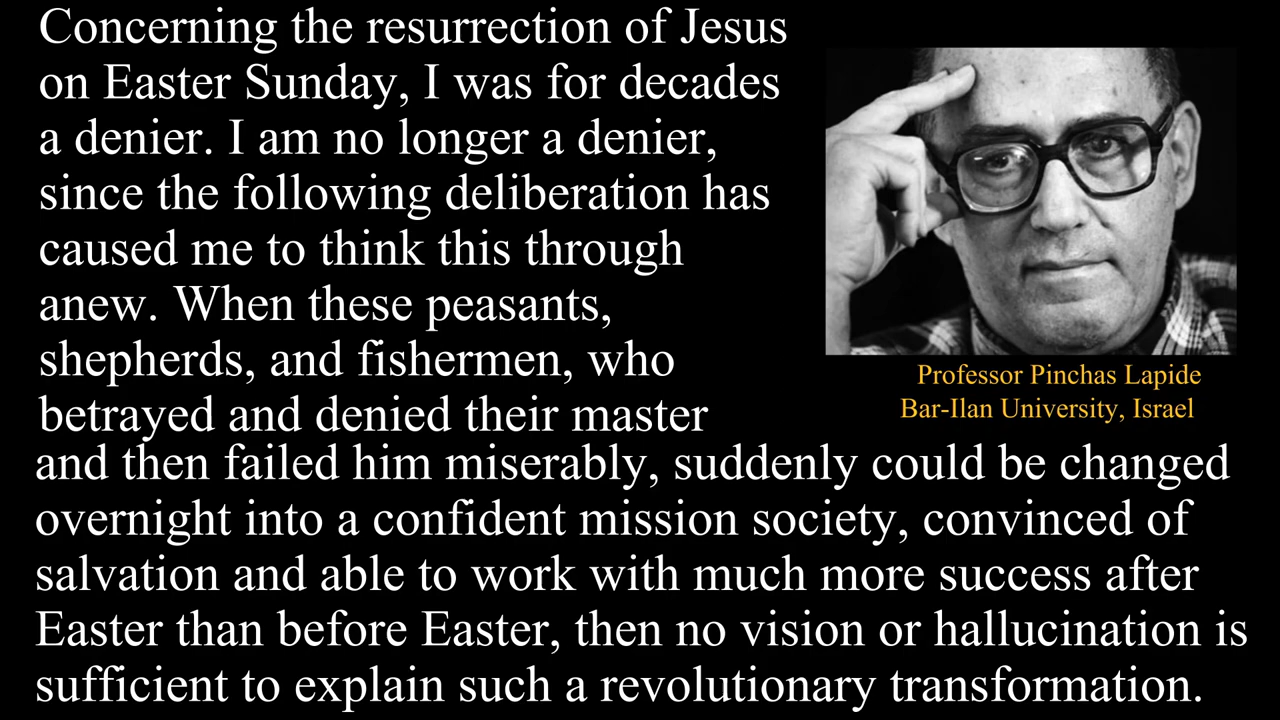 Concerning the resurrection of Jesus
on Easter Sunday, I was for decades
a denier. I am no longer a denier,
since the following deliberation has
caused me to think this through
anew. When these peasants,
shepherds, and fishermen, who
betrayed and denied their master
and then failed him miserably, suddenly could be changed
overnight into a confident mission society, convinced of
salvation and able to work with much more success after
Easter than before Easter, then no vision or hallucination is
sufficient to explain such a revolutionary transformation.
Professor Pinchas Lapide
Bar-Ilan University, Israel